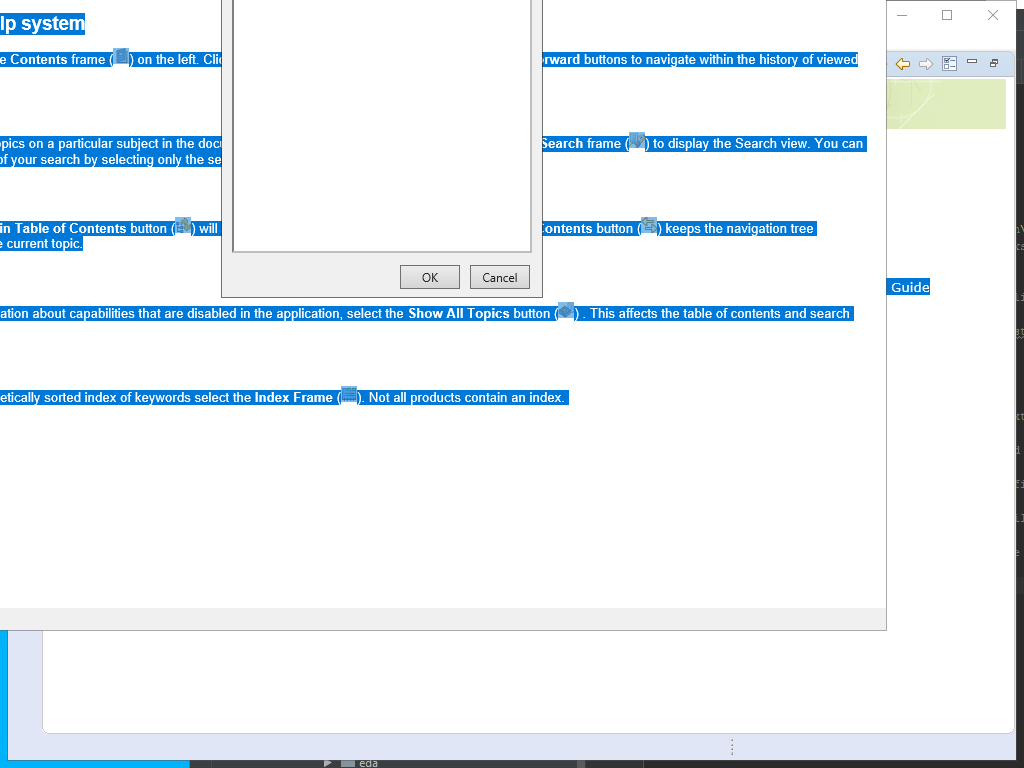 lp system
e Contents frame ( ) on the left. Clic
rward buttons to navigate within the history of viewed
pics on a particular subject in the docu
Search frame ( ) to display the Search view. You can
of your search by selecting only the se
in Table of Contents button ( ) will
Contents button ( ) keeps the navigation tree
e current topic.
OK
Cancel
Guide
ation about capabilities that are disabled in the application, select the Show All Topics button ( ) . This affects the table of contents and search
etically sorted index of keywords select the Index Frame ( ). Not all products contain an index.
eda